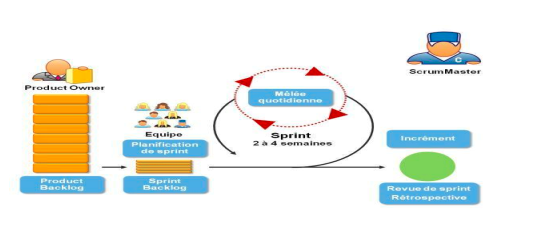 Product Owner
Product
Backlog
Equipe
Planification
de sprint
Sprint
Backlog
Mêlée
quotidienne
Sprint
2 à 4 semaines
ScrumMaster
C
Incrément
Revue de sprint
Rétrospective